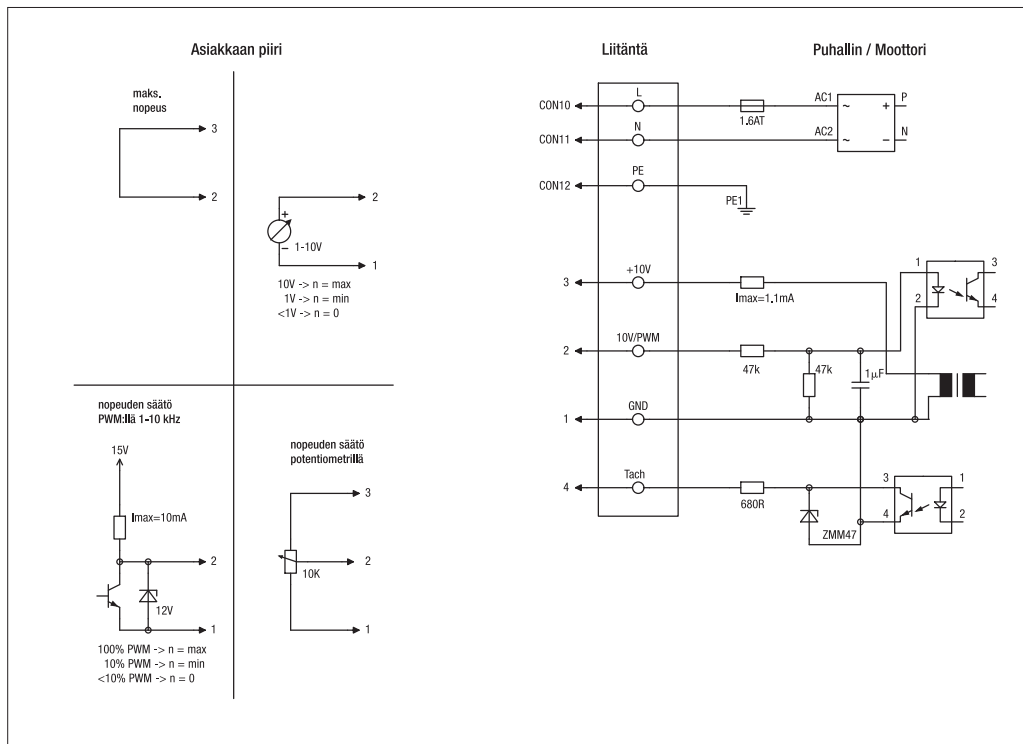 Asiakkaan piiri
maks.
nopeus
3
2
2
+
–
1-10V
1
10V -> n = max
1V -> n = min
<1V -> n = 0
nopeuden säätö
PWM:llä 1-10 kHz
15V
Imax=10mA
2
12V
1
100% PWM -> n = max
10% PWM -> n = min
<10% PWM -> n = 0
nopeuden säätö
potentiometrillä
3
2
10K
1
Liitäntä
Puhallin / Moottori
CON10
L
1.6AT
AC1
~
+
P
CON11
N
AC2
~
–
N
CON12
PE
PE1
3
+10V
Imax=1.1mA
1
2
3
4
2
10V/PWM
47k
47k
1µF
1
GND
4
Tach
680R
ZMM47
3
4
1
2